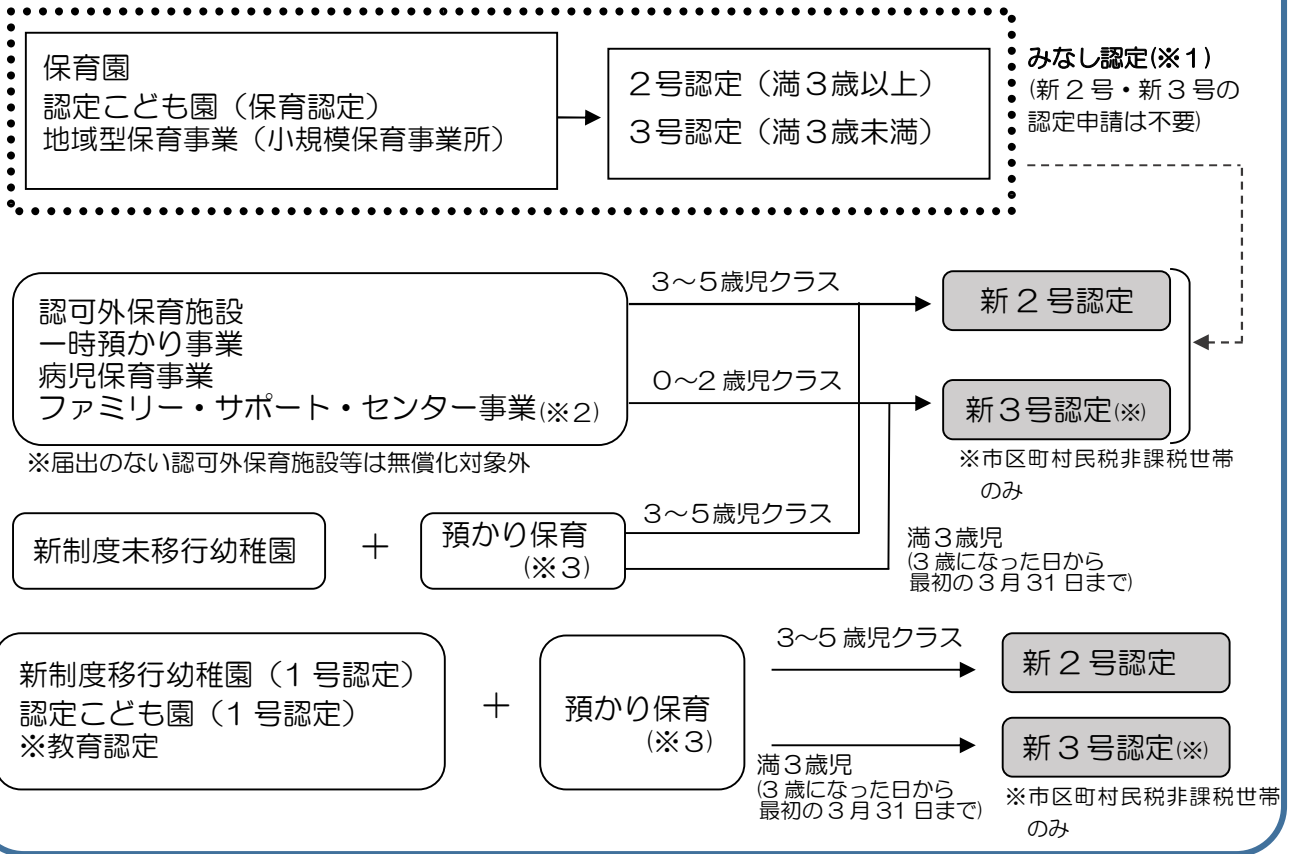 保育園
認定こども園（保育認定）
地域型保育事業（小規模保育事業所）
２号認定（満３歳以上）
３号認定（満３歳未満）
みなし認定(※１)
(新２号・新３号の
認定申請は不要)
認可外保育施設
一時預かり事業
病児保育事業
ファミリー・サポート・センター事業(※２)
※届出のない認可外保育施設等は無償化対象外
３～５歳児クラス
０～２歳児クラス
新２号認定
新３号認定(※)
※市区町村民税非課税世帯
のみ
新制度未移行幼稚園
＋
預かり保育
(※３)
３～５歳児クラス
満３歳児
(３歳になった日から
最初の３月31日まで)
新制度移行幼稚園（１号認定）
認定こども園（１号認定）
※教育認定
＋
預かり保育
(※３)
３～５歳児クラス
満３歳児
(３歳になった日から
最初の３月31日まで)
新２号認定
新３号認定(※)
※市区町村民税非課税世帯
のみ